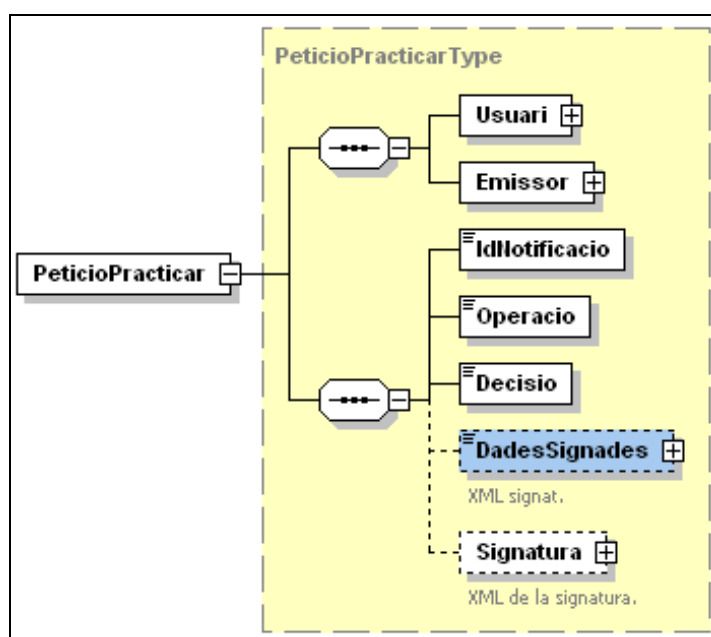 PeticioPracticarType
Usuari
Emissor
PeticioPracticar
IdNotificacio
Operacio
Decisio
DadesSignades
XML signat.
Signatura
XML de la signatura.